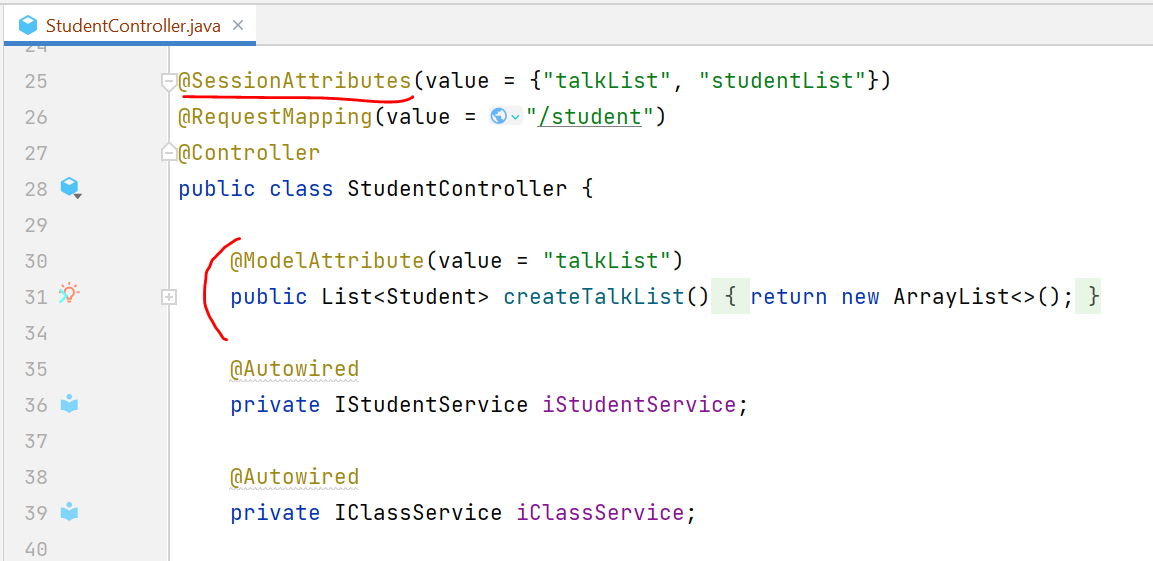 StudentController.java ×
24
25 @SessionAttributes(value = {"talkList", "studentList"})
26 @RequestMapping(value = "/student")
27 @Controller
28 public class StudentController {
29
30 @ModelAttribute(value = "talkList")
31 public List<Student> createTalkList() { return new ArrayList<>(); }
34
35 @Autowired
36 private IStudentService iStudentService;
37
38 @Autowired
39 private IClassService iClassService;
40